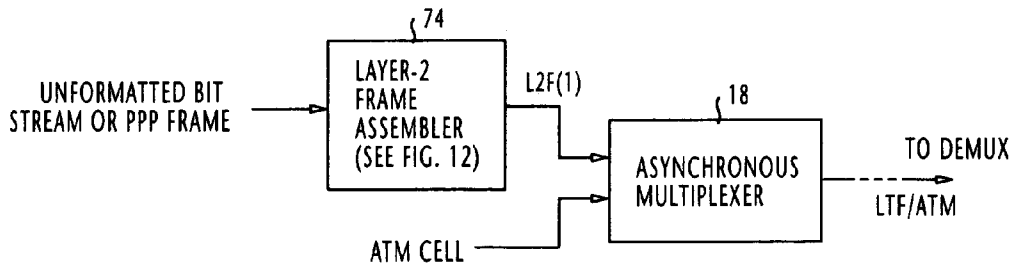 74
UNFORMATTED BIT
STREAM OR PPP FRAME
LAYER-2
FRAME
ASSEMBLER
(SEE FIG. 12)
L2F(1)
18
ASYNCHRONOUS
MULTIPLEXER
TO DEMUX
LTF/ATM
ATM CELL